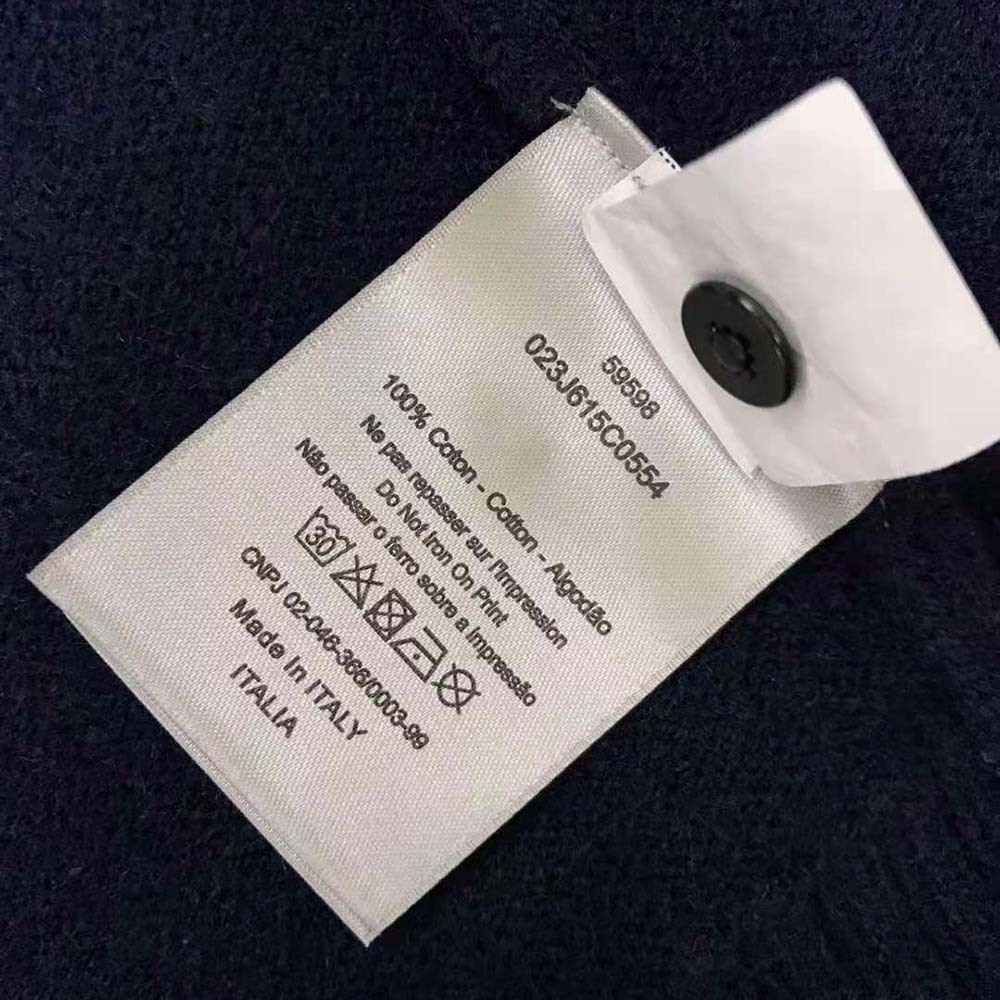 59598
023J615C0554
100% Coton - Cotton - Algodão
Ne pas repasser sur l'Impression
Do Not Iron On Print
Não passar o ferro sobre a Impressão
30
CNPJ 02-046-366/0003-99
Made In ITALY
ITALIA